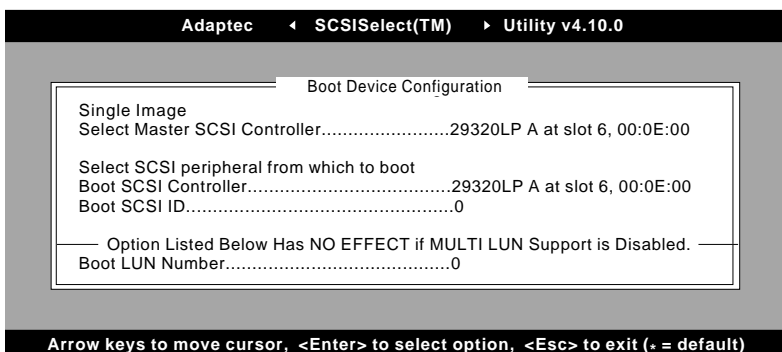 Adaptec ◂ SCSISelect(TM) ▸ Utility v4.10.0
Boot Device Configuration
Single Image
Select Master SCSI Controller........................29320LP A at slot 6, 00:0E:00
Select SCSI peripheral from which to boot
Boot SCSI Controller......................................29320LP A at slot 6, 00:0E:00
Boot SCSI ID..................................................0
Option Listed Below Has NO EFFECT if MULTI LUN Support is Disabled.
Boot LUN Number..........................................0
Arrow keys to move cursor, <Enter> to select option, <Esc> to exit (* = default)